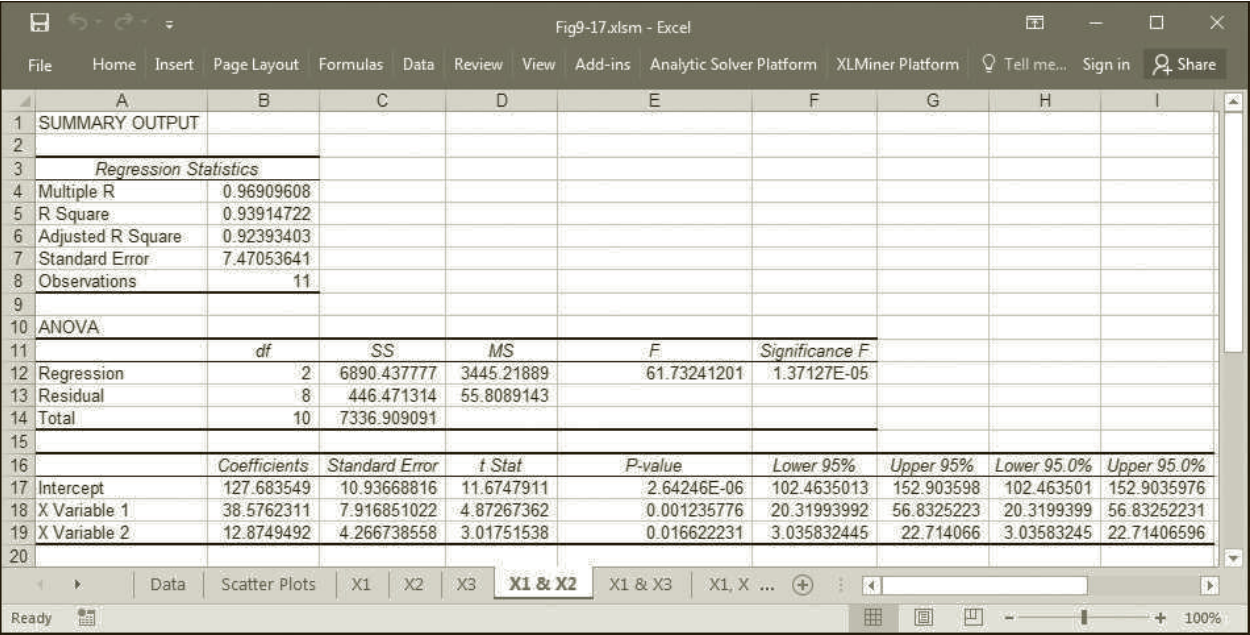 Fig9-17.xlsm - Excel
File Home Insert Page Layout Formulas Data Review View Add-ins Analytic Solver Platform XLMiner Platform Tell me... Sign in Share
A B C D E F G H I
1 SUMMARY OUTPUT
2
3 Regression Statistics
4 Multiple R 0.96909608
5 R Square 0.93914722
6 Adjusted R Square 0.92393403
7 Standard Error 7.47053641
8 Observations 11
9
10 ANOVA
11 df SS MS F Significance F
12 Regression 2 6890.437777 3445.21889 61.73241201 1.37127E-05
13 Residual 8 446.471314 55.8089143
14 Total 10 7336.909091
15
16 Coefficients Standard Error t Stat P-value Lower 95% Upper 95% Lower 95.0% Upper 95.0%
17 Intercept 127.683549 10.93668816 11.6747911 2.64246E-06 102.4635013 152.903598 102.463501 152.9035976
18 X Variable 1 38.5762311 7.916851022 4.87267362 0.001235776 20.31993992 56.8325223 20.3199399 56.83252231
19 X Variable 2 12.8749492 4.266738558 3.01751538 0.016622231 3.035832445 22.714066 3.03583245 22.71406596
20
Data Scatter Plots X1 X2 X3 X1 & X2 X1 & X3 X1, X ...
Ready 100%